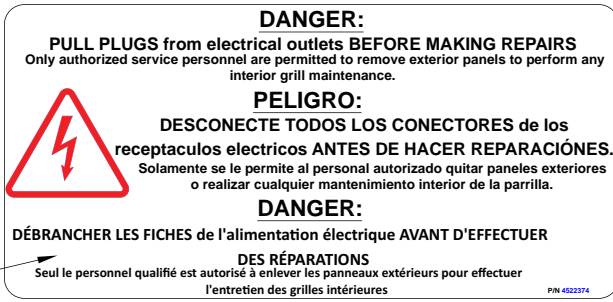 DANGER:
PULL PLUGS from electrical outlets BEFORE MAKING REPAIRS
Only authorized service personnel are permitted to remove exterior panels to perform any
interior grill maintenance.
PELIGRO:
DESCONECTE TODOS LOS CONECTORES de los
receptaculos electricos ANTES DE HACER REPARACIÓNES.
Solamente se le permite al personal autorizado quitar paneles exteriores
o realizar cualquier mantenimiento interior de la parrilla.
DANGER:
DÉBRANCHER LES FICHES de l'alimentation électrique AVANT D'EFFECTUER
DES RÉPARATIONS
Seul le personnel qualifié est autorisé à enlever les panneaux extérieurs pour effectuer
l'entretien des grilles intérieures
P/N 4522374